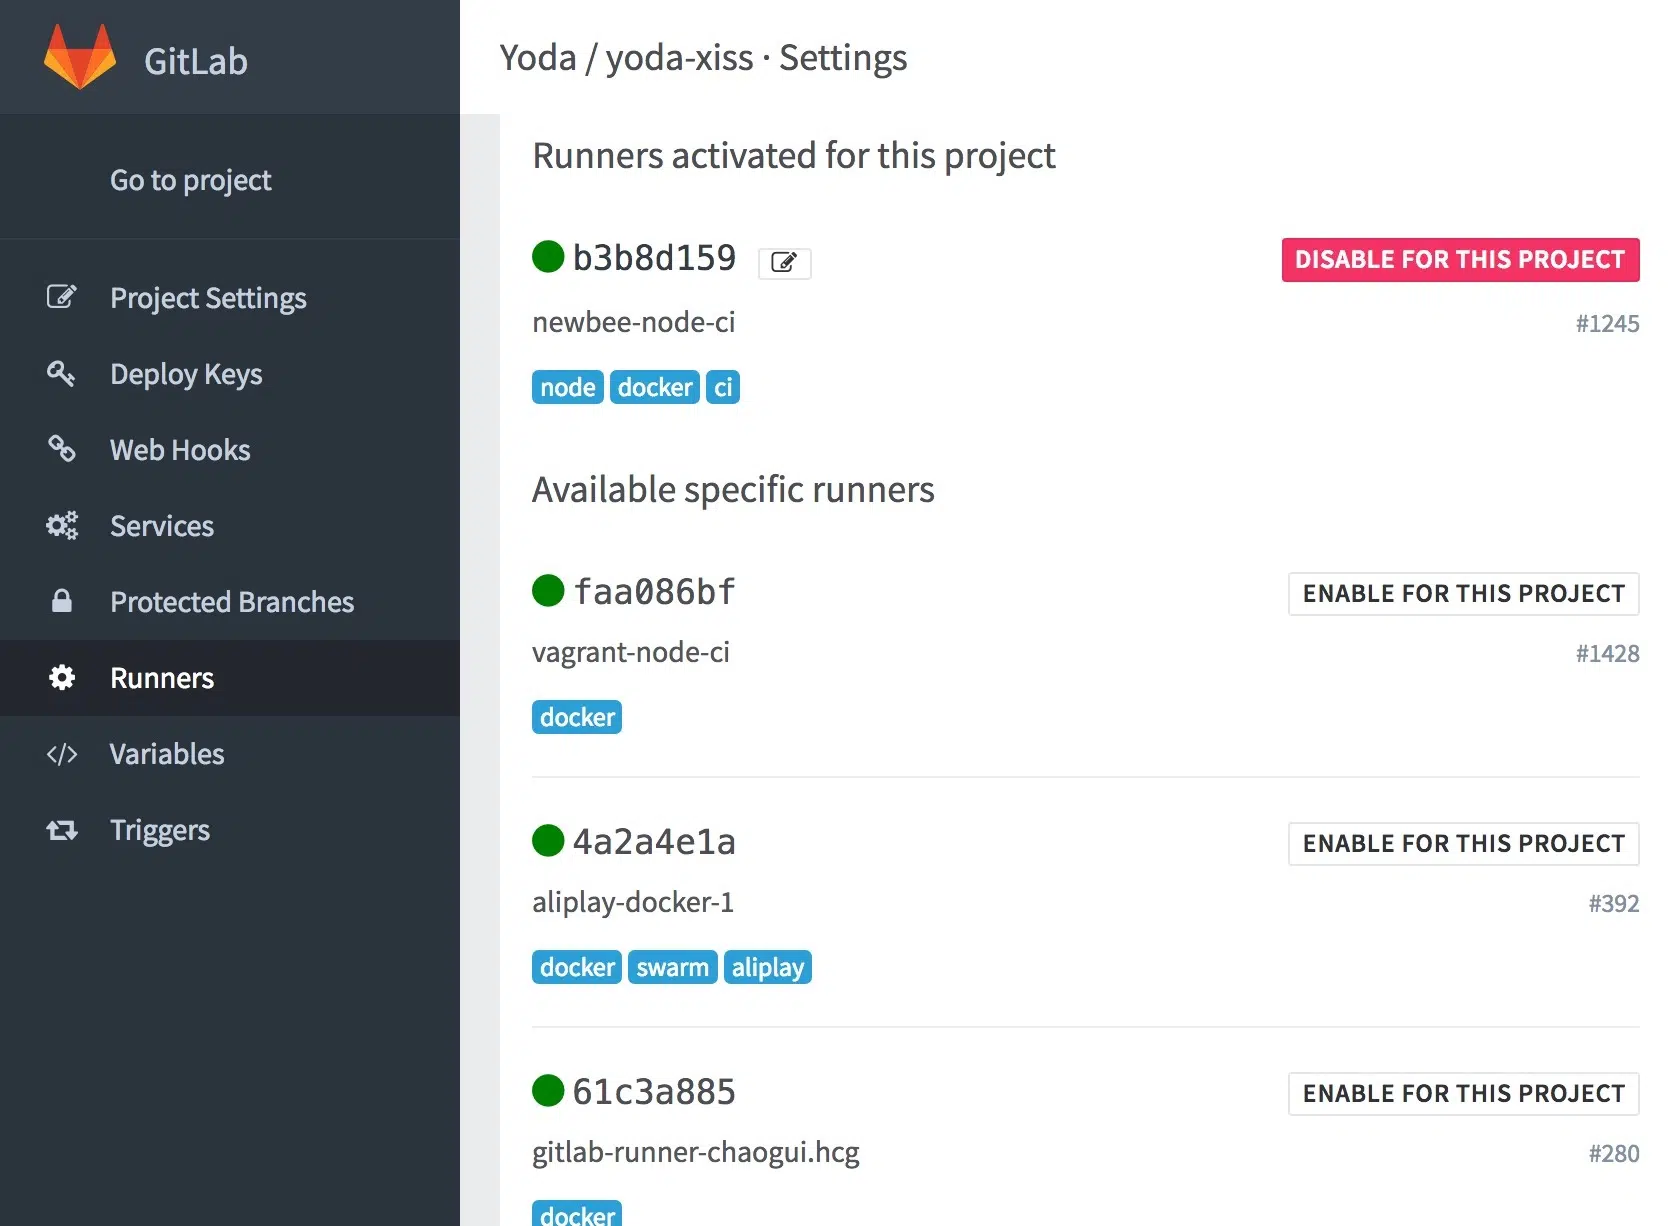 GitLab
Go to project
Project Settings
Deploy Keys
Web Hooks
Services
Protected Branches
Runners
Variables
Triggers
Yoda / yoda-xiss · Settings
Runners activated for this project
b3b8d159
DISABLE FOR THIS PROJECT
newbee-node-ci
#1245
node docker ci
Available specific runners
faa086bf
ENABLE FOR THIS PROJECT
vagrant-node-ci
#1428
docker
4a2a4e1a
ENABLE FOR THIS PROJECT
aliplay-docker-1
#392
docker swarm aliplay
61c3a885
ENABLE FOR THIS PROJECT
gitlab-runner-chaogui.hcg
#280
docker